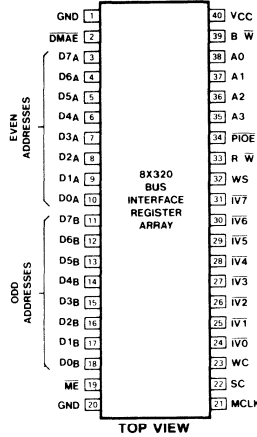 GND 1 40 VCC
DMAE 2 39 B W
D7A 3 38 A0
D6A 4 37 A1
D5A 5 36 A2
D4A 6 35 A3
D3A 7 34 PIOE
D2A 8 33 R W
D1A 9 32 WS
D0A 10 31 IV7
D7B 11 30 IV6
D6B 12 29 IV5
D5B 13 28 IV4
D4B 14 27 IV3
D3B 15 26 IV2
D2B 16 25 IV1
D1B 17 24 IV0
D0B 18 23 WC
ME 19 22 SC
GND 20 21 MCLK
EVEN
ADDRESSES
ODD
ADDRESSES
8X320
BUS
INTERFACE
REGISTER
ARRAY
TOP VIEW